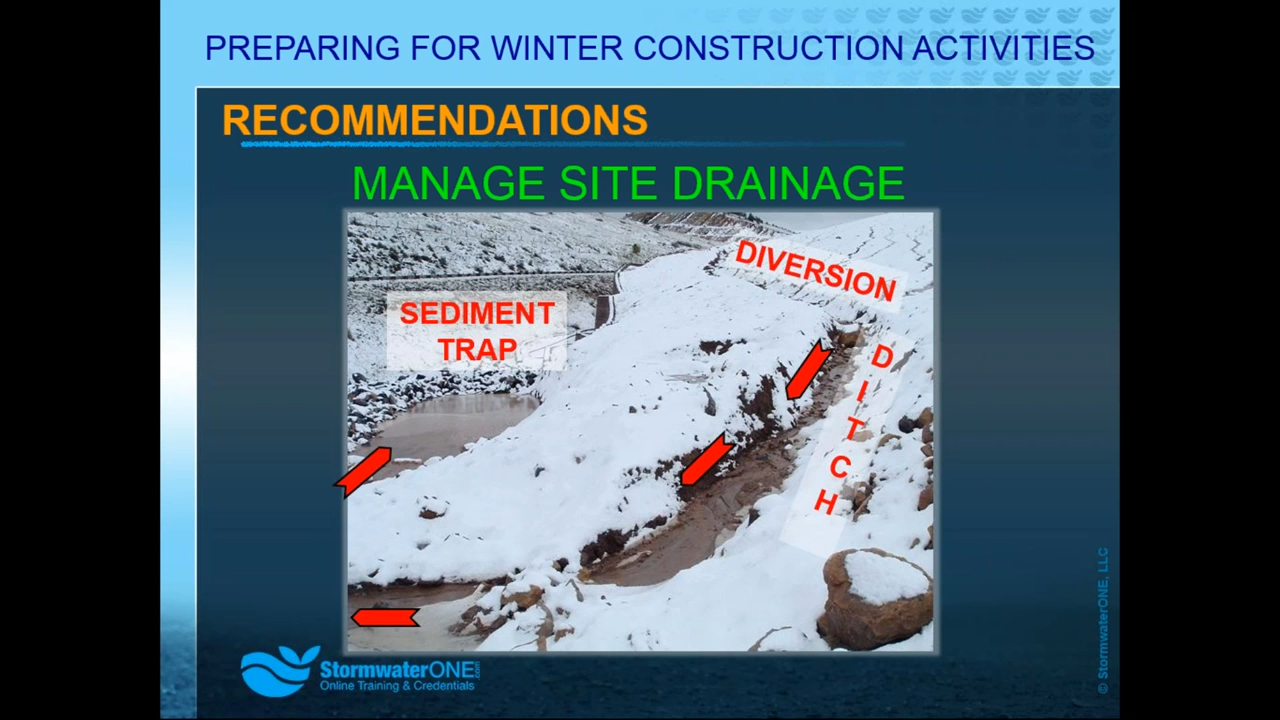 PREPARING FOR WINTER CONSTRUCTION ACTIVITIES
RECOMMENDATIONS
MANAGE SITE DRAINAGE
DIVERSION
SEDIMENT
TRAP
DITCH
StormwaterONE.com
Online Training & Credentials
© StormwaterONE, LLC